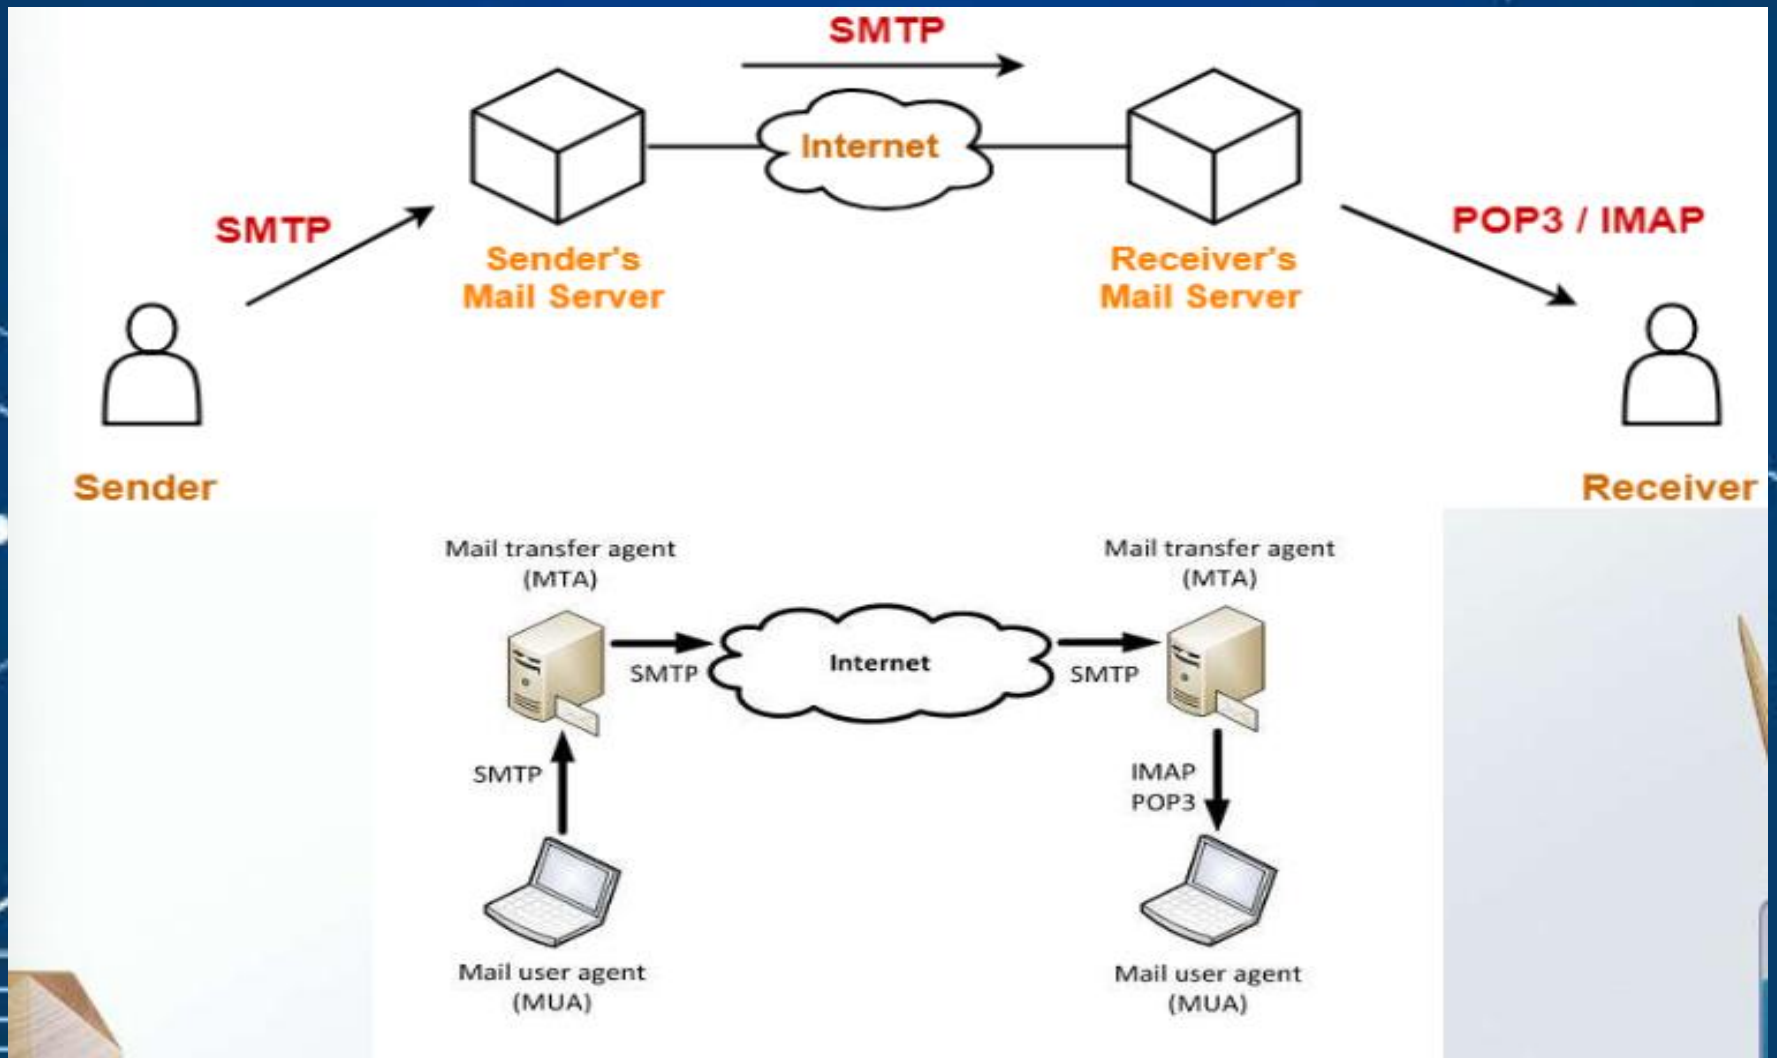 SMTP
Internet
SMTP
POP3 / IMAP
Sender's
Mail Server
Receiver's
Mail Server
Sender
Receiver
Mail transfer agent
(MTA)
Mail transfer agent
(MTA)
Internet
SMTP
SMTP
SMTP
IMAP
POP3
Mail user agent
(MUA)
Mail user agent
(MUA)